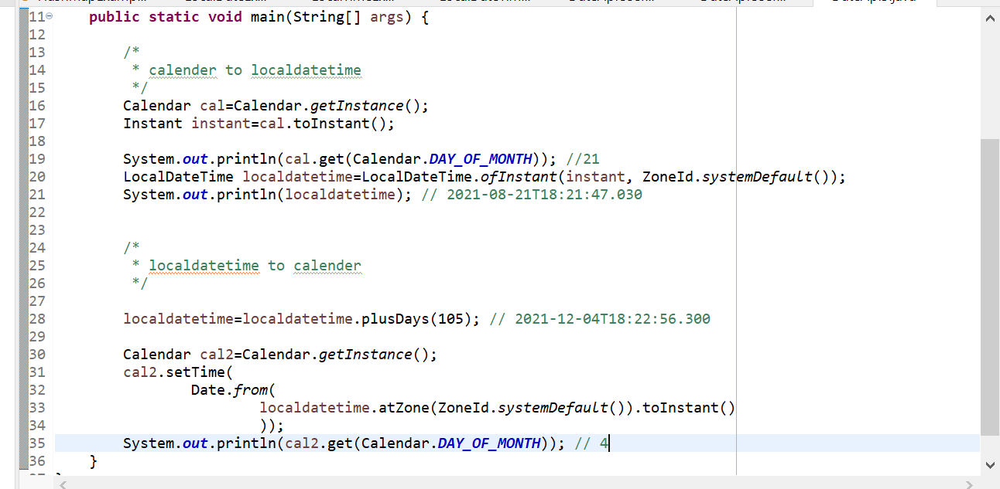 11 public static void main(String[] args) {
12
13 /*
14 * calender to localdatetime
15 */
16 Calendar cal=Calendar.getInstance();
17 Instant instant=cal.toInstant();
18
19 System.out.println(cal.get(Calendar.DAY_OF_MONTH)); //21
20 LocalDateTime localdatetime=LocalDateTime.ofInstant(instant, ZoneId.systemDefault());
21 System.out.println(localdatetime); // 2021-08-21T18:21:47.030
22
23
24 /*
25 * localdatetime to calender
26 */
27
28 localdatetime=localdatetime.plusDays(105); // 2021-12-04T18:22:56.300
29
30 Calendar cal2=Calendar.getInstance();
31 cal2.setTime(
32 Date.from(
33 localdatetime.atZone(ZoneId.systemDefault()).toInstant()
34 ));
35 System.out.println(cal2.get(Calendar.DAY_OF_MONTH)); // 4
36 }